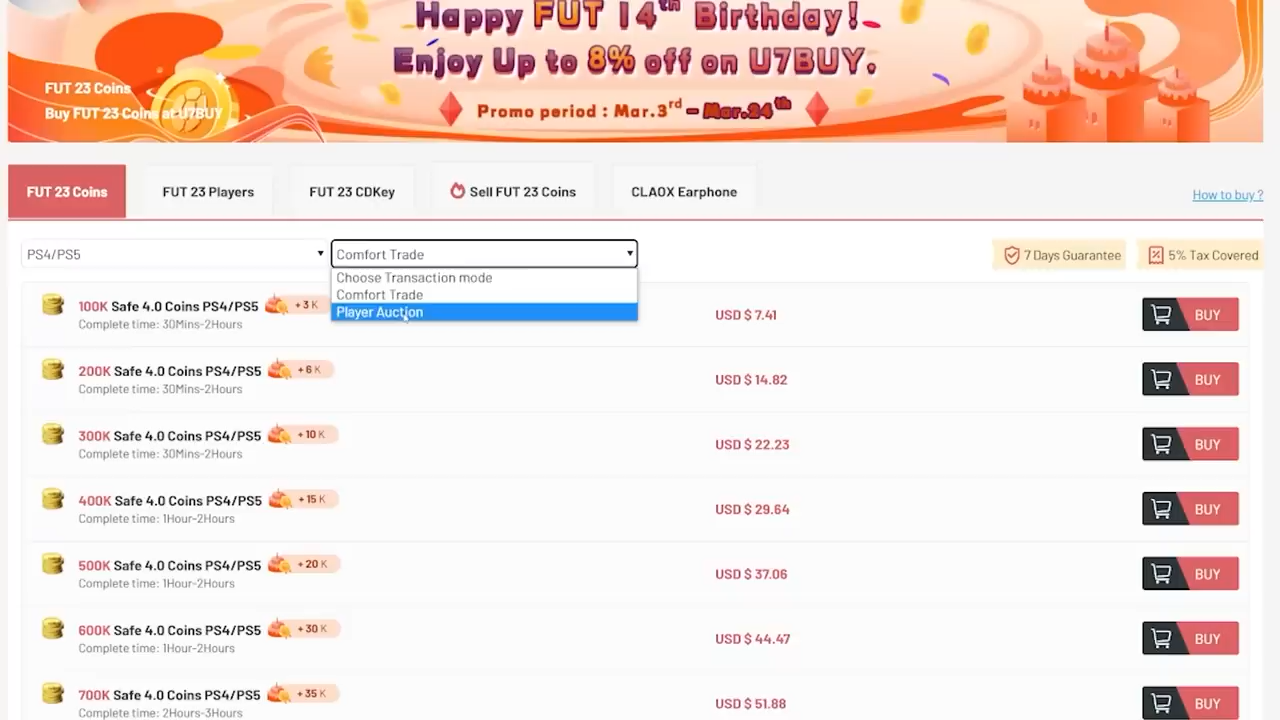 Happy FUT 14th Birthday!
Enjoy Up to 8% off on U7BUY.
Promo period : Mar.3rd - Mar.24th
FUT 23 Coins
Buy FUT 23 Coins at U7BUY
FUT 23 Coins
FUT 23 Players
FUT 23 CDKey
Sell FUT 23 Coins
CLAOX Earphone
How to buy ?
PS4/PS5
Comfort Trade
7 Days Guarantee
5% Tax Covered
Choose Transaction mode
Comfort Trade
Player Auction
100K Safe 4.0 Coins PS4/PS5 +3 K
Complete time: 30Mins-2Hours
USD $ 7.41
BUY
200K Safe 4.0 Coins PS4/PS5 +6 K
Complete time: 30Mins-2Hours
USD $ 14.82
BUY
300K Safe 4.0 Coins PS4/PS5 +10 K
Complete time: 30Mins-2Hours
USD $ 22.23
BUY
400K Safe 4.0 Coins PS4/PS5 +15 K
Complete time: 1Hour-2Hours
USD $ 29.64
BUY
500K Safe 4.0 Coins PS4/PS5 +20 K
Complete time: 1Hour-2Hours
USD $ 37.06
BUY
600K Safe 4.0 Coins PS4/PS5 +30 K
Complete time: 1Hour-2Hours
USD $ 44.47
BUY
700K Safe 4.0 Coins PS4/PS5 +35 K
Complete time: 2Hours-3Hours
USD $ 51.88
BUY